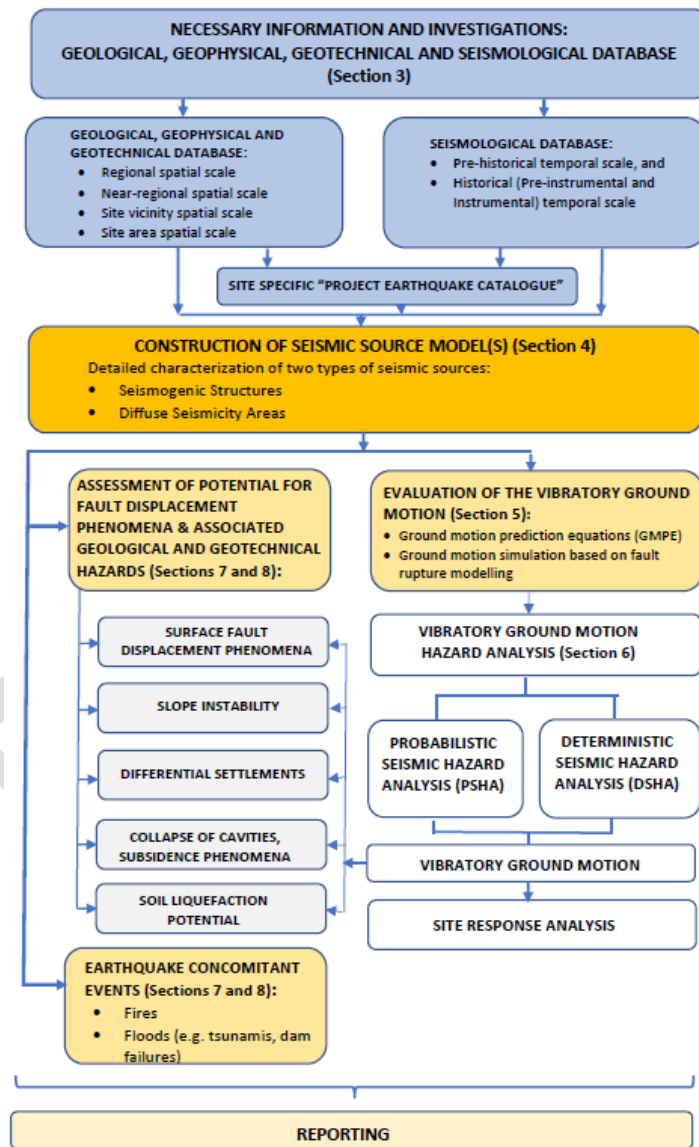 NECESSARY INFORMATION AND INVESTIGATIONS:
GEOLOGICAL, GEOPHYSICAL, GEOTECHNICAL AND SEISMOLOGICAL DATABASE
(Section 3)
GEOLOGICAL, GEOPHYSICAL AND
GEOTECHNICAL DATABASE:
• Regional spatial scale
• Near-regional spatial scale
• Site vicinity spatial scale
• Site area spatial scale
SEISMOLOGICAL DATABASE:
• Pre-historical temporal scale, and
• Historical (Pre-instrumental and
Instrumental) temporal scale
SITE SPECIFIC “PROJECT EARTHQUAKE CATALOGUE”
CONSTRUCTION OF SEISMIC SOURCE MODEL(S) (Section 4)
Detailed characterization of two types of seismic sources:
• Seismogenic Structures
• Diffuse Seismicity Areas
ASSESSMENT OF POTENTIAL FOR
FAULT DISPLACEMENT
PHENOMENA & ASSOCIATED
GEOLOGICAL AND GEOTECHNICAL
HAZARDS (Sections 7 and 8):
SURFACE FAULT
DISPLACEMENT PHENOMENA
SLOPE INSTABILITY
DIFFERENTIAL SETTLEMENTS
COLLAPSE OF CAVITIES,
SUBSIDENCE PHENOMENA
SOIL LIQUEFACTION
POTENTIAL
EARTHQUAKE CONCOMITANT
EVENTS (Sections 7 and 8):
• Fires
• Floods (e.g. tsunamis, dam
failures)
EVALUATION OF THE VIBRATORY GROUND
MOTION (Section 5):
• Ground motion prediction equations (GMPE)
• Ground motion simulation based on fault
rupture modelling
VIBRATORY GROUND MOTION
HAZARD ANALYSIS (Section 6)
PROBABILISTIC
SEISMIC HAZARD
ANALYSIS (PSHA)
DETERMINISTIC
SEISMIC HAZARD
ANALYSIS (DSHA)
VIBRATORY GROUND MOTION
SITE RESPONSE ANALYSIS
REPORTING